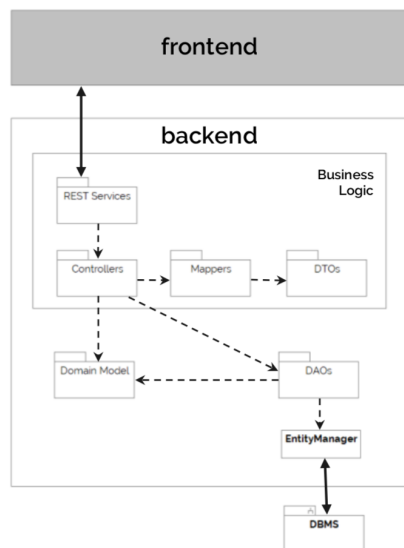 frontend
backend
Business
Logic
REST Services
Controllers
Mappers
DTOs
Domain Model
DAOs
EntityManager
DBMS